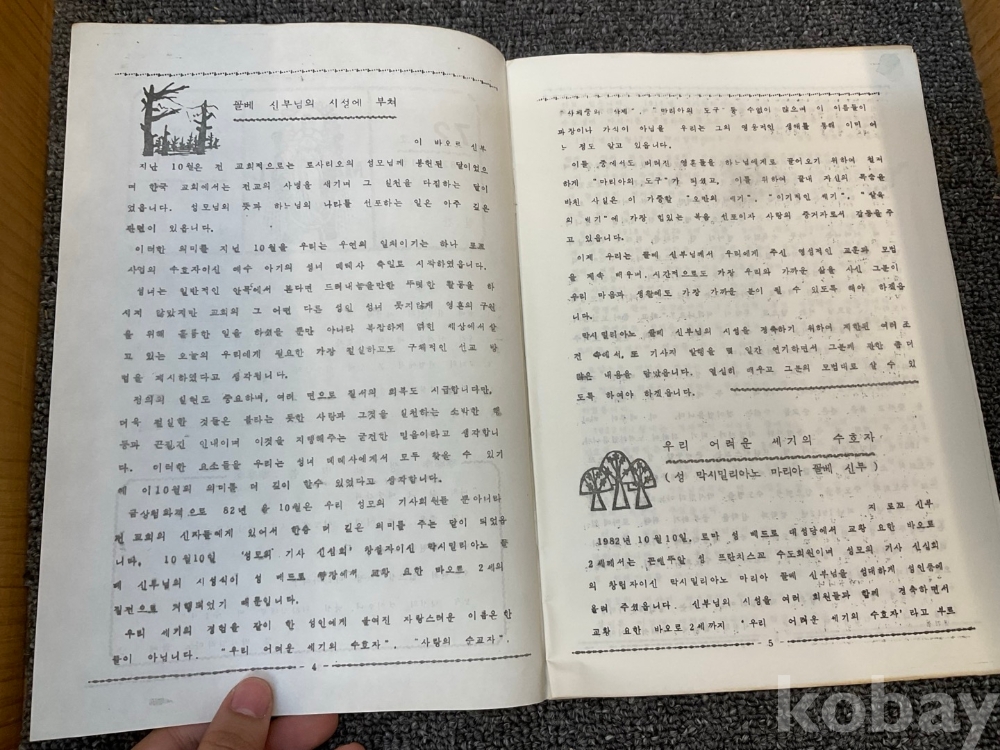 꼴베 신부님의 시성에 부쳐
이 바오로 신부
지난 10월은 전 교회적으로는 로사리오의 성모님께 봉헌된 달이었으
며 한국 교회에서는 전교의 사명을 새기며 그 실천을 다짐하는 달이
었습니다. 성모님의 뜻과 하느님의 나라를 선포하는 일은 아주 깊은
관련이 있읍니다.
이러한 의미를 지닌 10월을 우리는 우연의 일치이기는 하나 포교
사업의 수호자이신 예수 아기의 성녀 데레사 축일로 시작하였읍니다.
성녀는 일반적인 안목에서 본다면 드러내놓을만한 뚜렷한 활동을 하
시지 않았지만 교회의 그 어떤 다른 성인 성녀 못지않게 영혼의 구원
을 위해 훌륭한 일을 하였을 뿐만 아니라 복잡하게 얽힌 세상에서 살
고 있는 오늘의 우리에게 필요한 가장 절실하고도 구체적인 선교 방
법을 제시하였다고 생각됩니다.
정의의 실현도 중요하며, 여러 면으로 질서의 회복도 시급합니다만,
더욱 절실한 것들은 불타는 듯한 사랑과 그것을 실천하는 소박한 행
동과 끈질긴 인내이며 이것을 지탱해주는 굳건한 믿음이라고 생각합니
다. 이러한 요소들을 우리는 성녀 데레사에게서 모두 찾을 수 있기
에 이 10월의 의미를 더 깊이 할수 있었다고 생각합니다.
금상첨화격으로 82년 을 10월은 우리 성모의 기사회원들 뿐아니라
전 교회의 신자들에게 있어서 한층 더 깊은 의미를 주는 달이 되었읍
니다. 10월 10일 '성모의 기사 신심회' 창설자이신 막시밀리아노 꼴
베 신부님의 시성식이 성 베드로 광장에서 교황 요한 바오로 2세의
집전으로 거행되었기 때문입니다.
우리 세기의 경험을 같이 한 성인에게 붙여진 자랑스러운 이름은 한
둘이 아닙니다. "우리 어려운 세기의 수호자", "사랑의 순교자",
- 4 -
"사제중의 사제", "마리아의 도구" 등 수없이 많으며 이 이름들이
과장이나 가식이 아님을 우리는 그의 영웅적인 생애를 통해 이미 어
느 정도 알고 있읍니다.
이들 중에서도 버려진 영혼들을 하느님에게로 끌어오기 위하여 철저
하게 "마리아의 도구"가 되셨고, 이를 위하여 끝내 자신의 목숨을
바친 사실은 이 가중할 "오만의 세기", "이기적인 세기",
의 세기"에 가장 힘있는 복음 선포이자 사랑의 증거자로서 감동을 주
고 있읍니다.
이제 우리는 꼴베 신부님에게서 우리에게 주신 영성적인 교훈과 모범
을 계속 배우며, 시간적으로도 가장 우리와 가까운 삶을 사신 그분이
우리 마음과 생활에도 가장 가까운 분이 될 수 있도록 해야 하겠읍
니다.
막시밀리아노 꼴베 신부님의 시성을 경축하기 위하여 제한된 여러 조
건 속에서, 또 기사지 발행을 몇 일간 연기하면서 그분께 관한 좀 더
많은 내용을 담았읍니다. 열심히 배우고 그분의 모범대로 살 수 있
도록 하여야 하겠읍니다.
우리 어려운 세기의 수호자
( 성 막시밀리아노 마리아 꼴베 신부 )
지 로꼬 신부
1982년 10월 10일, 로마 성 베드로 대성당에서 교황 요한 바오로
2세께서는 꼰벤뚜알 성 프란치스꼬 수도회원이며 성모의 기사 신심회
의 창립자이신 막시밀리아노 마리아 꼴베 신부님을 성대하게 성인품에
올려 주셨읍니다. 신부님의 시성을 여러 회원들과 함께 경축하면서
교황 요한 바오로 2세까지 '우리 어려운 세기의 수호자' 라고 부르
- 5 -
kobay